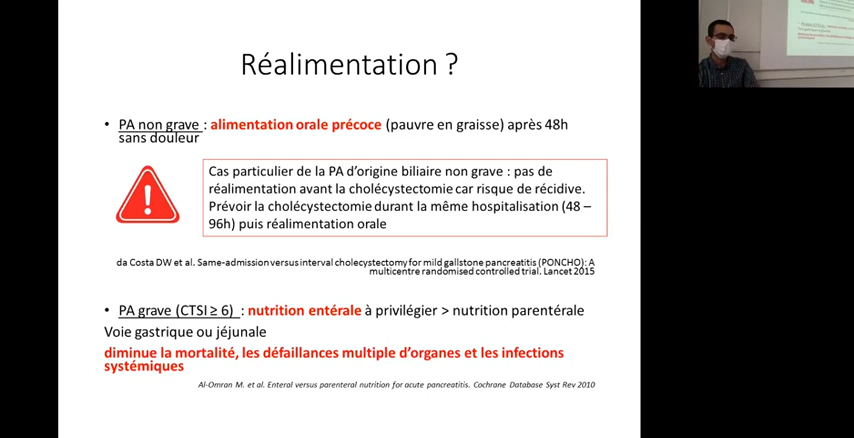 Réalimentation ?
• PA non grave : alimentation orale précoce (pauvre en graisse) après 48h
sans douleur
Cas particulier de la PA d'origine biliaire non grave : pas de
réalimentation avant la cholécystectomie car risque de récidive.
Prévoir la cholécystectomie durant la même hospitalisation (48 –
96h) puis réalimentation orale
da Costa DW et al. Same-admission versus interval cholecystectomy for mild gallstone pancreatitis (PONCHO): A
multicentre randomised controlled trial. Lancet 2015
• PA grave (CTSI ≥ 6) : nutrition entérale à privilégier > nutrition parentérale
Voie gastrique ou jéjunale
diminue la mortalité, les défaillances multiple d'organes et les infections
systémiques
Al-Omran M. et al. Enteral versus parenteral nutrition for acute pancreatitis. Cochrane Database Syst Rev 2010